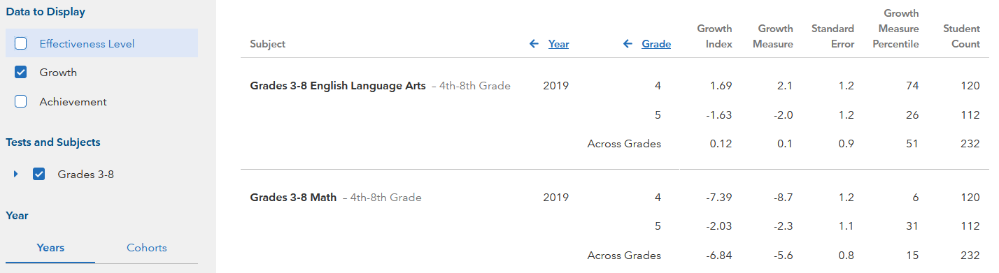 Data to Display
Effectiveness Level
Growth
Achievement
Tests and Subjects
Grades 3-8
Year
Years Cohorts
Subject ← Year ← Grade Growth Index Growth Measure Standard Error Growth Measure Percentile Student Count
Grades 3-8 English Language Arts – 4th-8th Grade 2019 4 1.69 2.1 1.2 74 120
5 -1.63 -2.0 1.2 26 112
Across Grades 0.12 0.1 0.9 51 232
Grades 3-8 Math – 4th-8th Grade 2019 4 -7.39 -8.7 1.2 6 120
5 -2.03 -2.3 1.1 31 112
Across Grades -6.84 -5.6 0.8 15 232